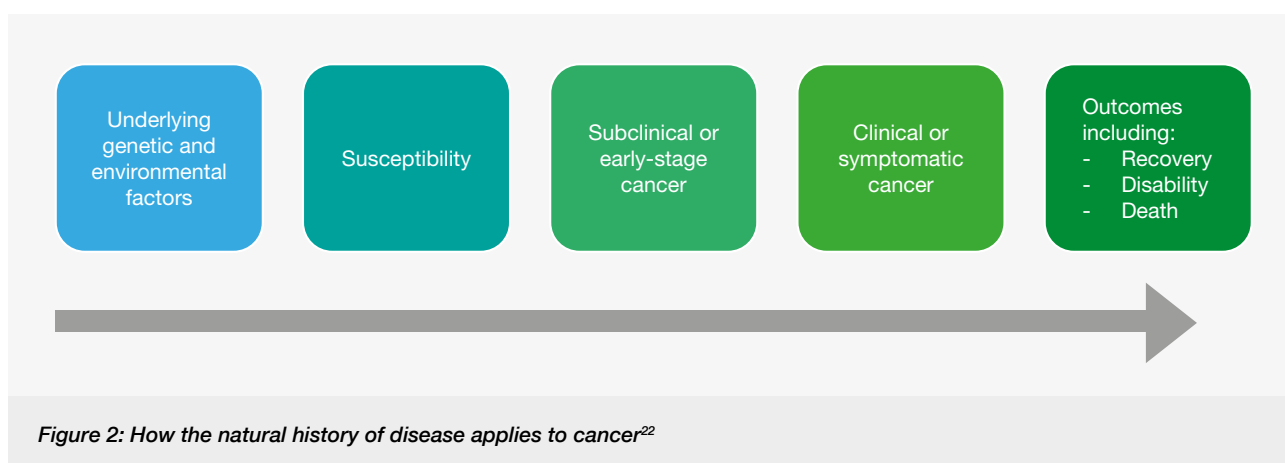 Underlying
genetic and
environmental
factors
Susceptibility
Subclinical or
early-stage
cancer
Clinical or
symptomatic
cancer
Outcomes
including:
- Recovery
- Disability
- Death
Figure 2: How the natural history of disease applies to cancer²²